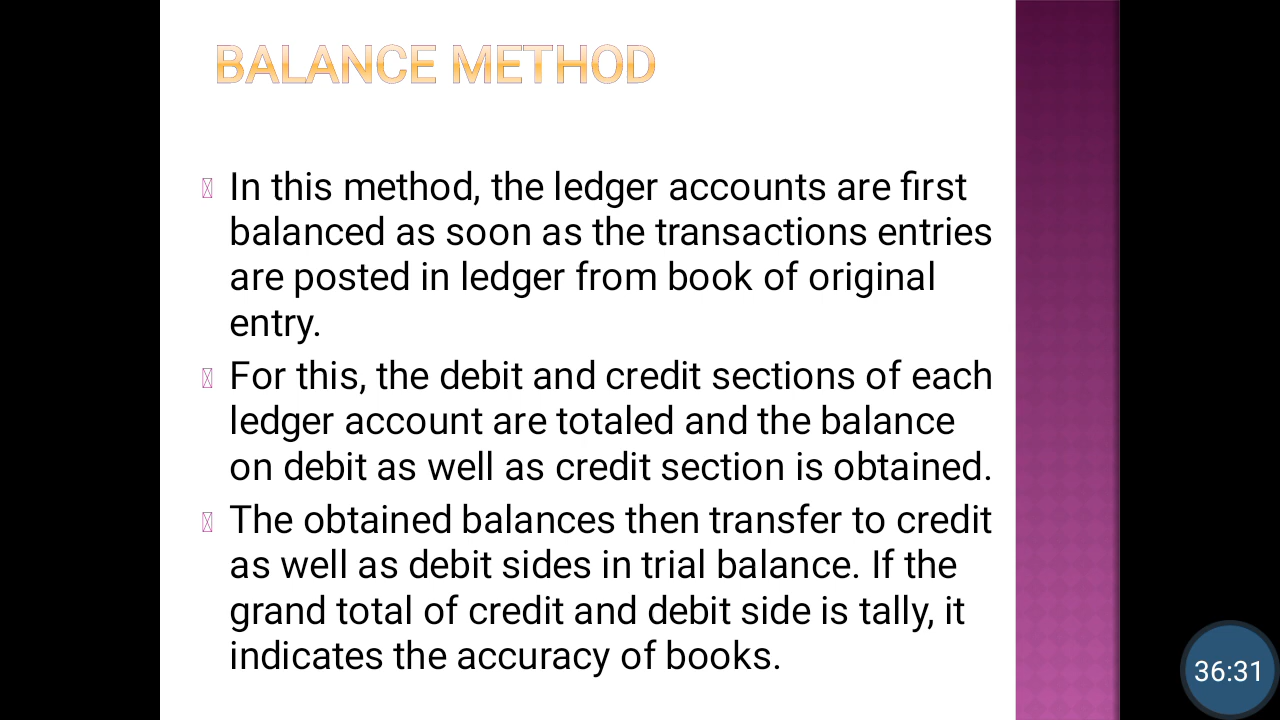 BALANCE METHOD
In this method, the ledger accounts are first
balanced as soon as the transactions entries
are posted in ledger from book of original
entry.
For this, the debit and credit sections of each
ledger account are totaled and the balance
on debit as well as credit section is obtained.
The obtained balances then transfer to credit
as well as debit sides in trial balance. If the
grand total of credit and debit side is tally, it
indicates the accuracy of books.
36:31